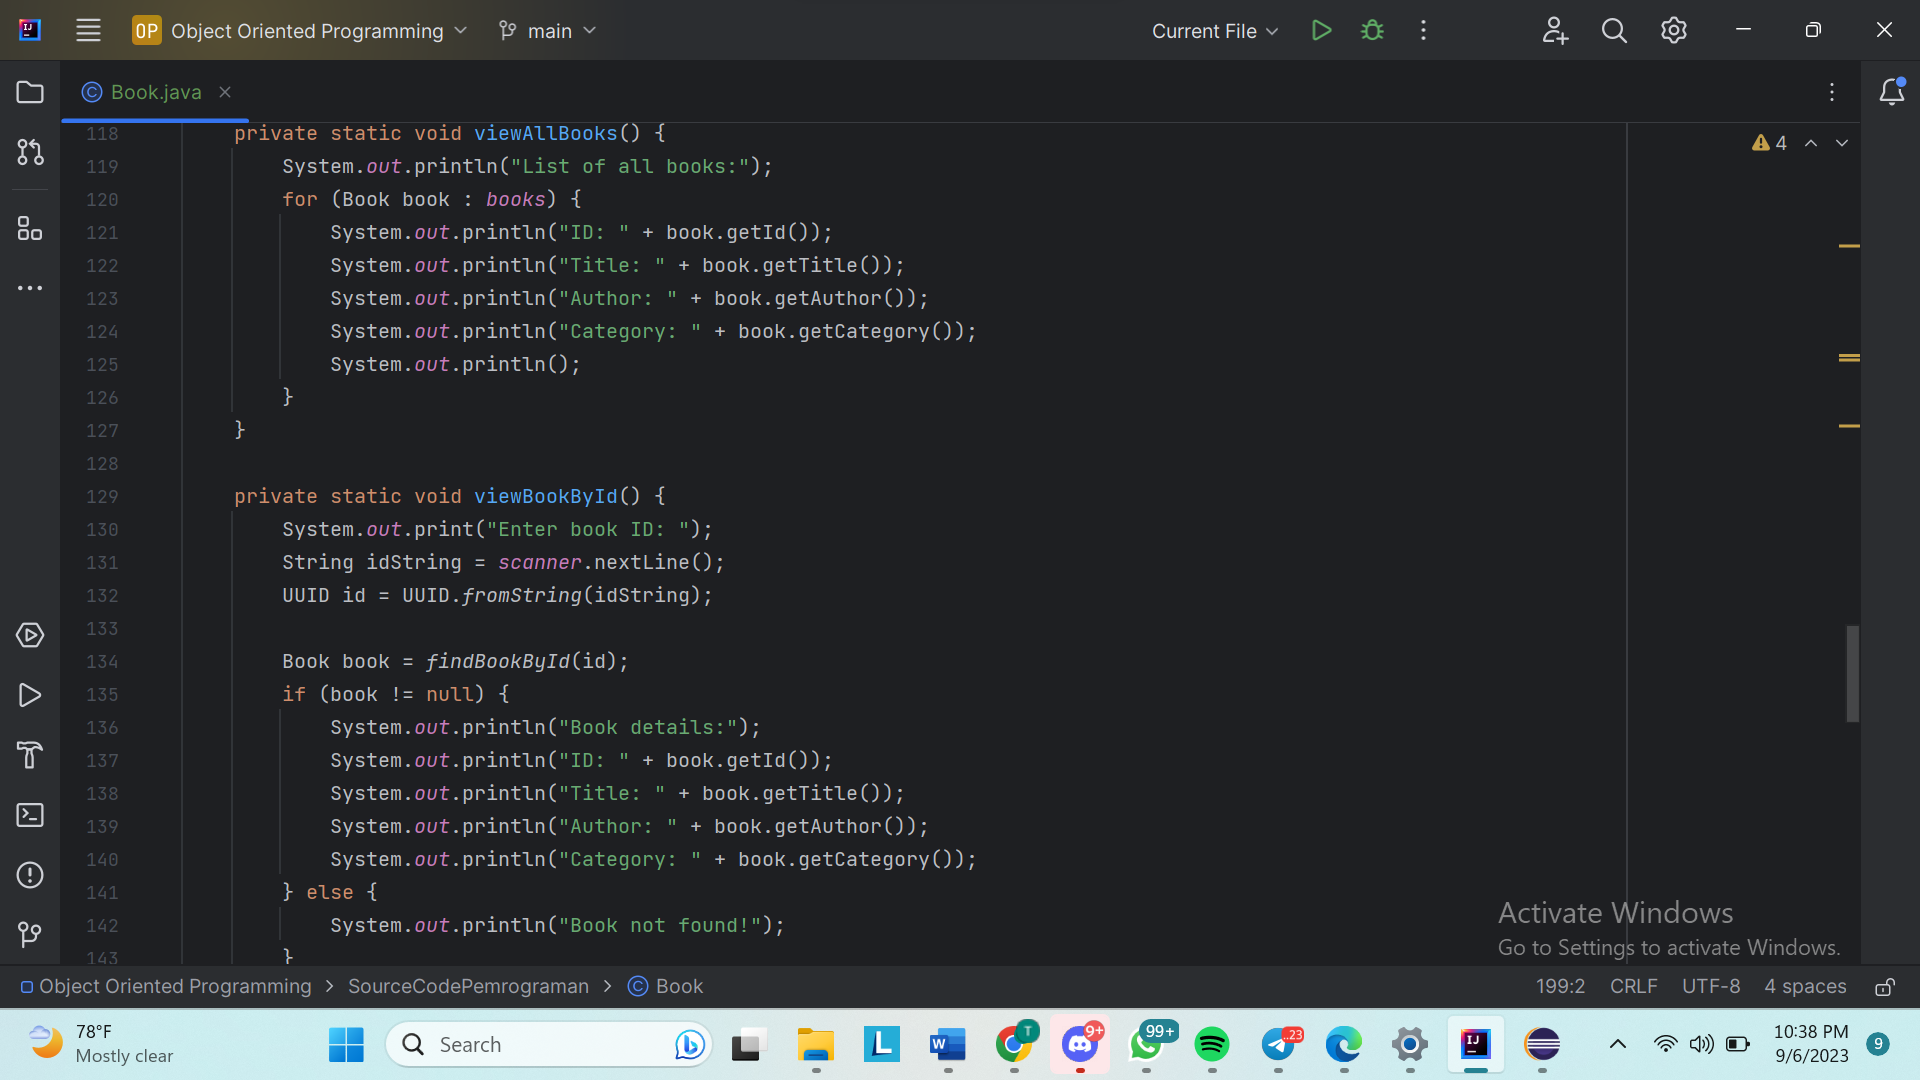 OP Object Oriented Programming main Current File
Book.java
4
118 private static void viewAllBooks() {
119 System.out.println("List of all books:");
120 for (Book book : books) {
121 System.out.println("ID: " + book.getId());
122 System.out.println("Title: " + book.getTitle());
123 System.out.println("Author: " + book.getAuthor());
124 System.out.println("Category: " + book.getCategory());
125 System.out.println();
126 }
127 }
128
129 private static void viewBookById() {
130 System.out.print("Enter book ID: ");
131 String idString = scanner.nextLine();
132 UUID id = UUID.fromString(idString);
133
134 Book book = findBookById(id);
135 if (book != null) {
136 System.out.println("Book details:");
137 System.out.println("ID: " + book.getId());
138 System.out.println("Title: " + book.getTitle());
139 System.out.println("Author: " + book.getAuthor());
140 System.out.println("Category: " + book.getCategory());
141 } else {
142 System.out.println("Book not found!");
143 }
Activate Windows
Go to Settings to activate Windows.
Object Oriented Programming > SourceCodePemrograman > Book
199:2 CRLF UTF-8 4 spaces
78°F
Mostly clear
Search
L
W
T
9+
99+
..23
IJ
10:38 PM
9/6/2023
9